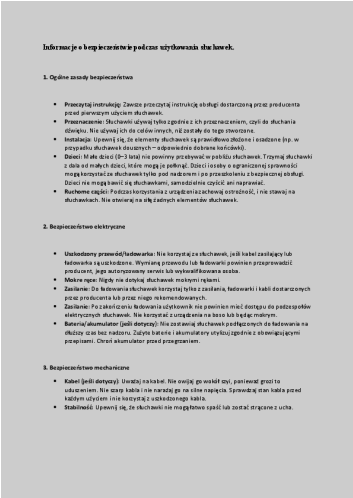 Informacje o bezpieczeństwie podczas użytkowania słuchawek.
1. Ogólne zasady bezpieczeństwa
• Przeczytaj instrukcję: Zawsze przeczytaj instrukcję obsługi dostarczoną przez producenta
przed pierwszym użyciem słuchawek.
• Przeznaczenie: Słuchawki używaj tylko zgodnie z ich przeznaczeniem, czyli do słuchania
dźwięku. Nie używaj ich do celów innych, niż zostały do tego stworzone.
• Instalacja: Upewnij się, że elementy słuchawek są prawidłowo złożone i osadzone (np. w
przypadku słuchawek dousznych – odpowiednio dobrane końcówki).
• Dzieci: Małe dzieci (0–3 lata) nie powinny przebywać w pobliżu słuchawek. Trzymaj słuchawki
z dala od małych dzieci, które mogą je połknąć. Dzieci i osoby o ograniczonej sprawności
mogą korzystać ze słuchawek tylko pod nadzorem i po przeszkoleniu z bezpiecznej obsługi.
Dzieci nie mogą bawić się słuchawkami, samodzielnie czyścić ani naprawiać.
• Ruchome części: Podczas korzystania z urządzenia zachowaj ostrożność, i nie stawaj na
słuchawkach. Nie otwieraj na siłę żadnych elementów słuchawek.
2. Bezpieczeństwo elektryczne
• Uszkodzony przewód/ładowarka: Nie korzystaj ze słuchawek, jeśli kabel zasilający lub
ładowarka są uszkodzone. Wymianę przewodu lub ładowarki powinien przeprowadzić
producent, jego autoryzowany serwis lub wykwalifikowana osoba.
• Mokre ręce: Nigdy nie dotykaj słuchawek mokrymi rękami.
• Zasilanie: Do ładowania słuchawek korzystaj tylko z zasilania, ładowarki i kabli dostarczonych
przez producenta lub przez niego rekomendowanych.
• Zasilanie: Po zakończeniu ładowania użytkownik nie powinien mieć dostępu do podzespołów
elektrycznych słuchawek. Nie korzystaj z urządzenia na boso lub będąc mokrym.
• Bateria/akumulator (jeśli dotyczy): Nie zostawiaj słuchawek podłączonych do ładowania na
dłuższy czas bez nadzoru. Zużyte baterie i akumulatory utylizuj zgodnie z obowiązującymi
przepisami. Chroń akumulator przed przegrzaniem.
3. Bezpieczeństwo mechaniczne
• Kabel (jeśli dotyczy): Uważaj na kabel. Nie owijaj go wokół szyi, ponieważ grozi to
uduszeniem. Nie szarp kabla i nie narażaj go na silne napięcia. Sprawdzaj stan kabla przed
każdym użyciem i nie korzystaj z uszkodzonego kabla.
• Stabilność: Upewnij się, że słuchawki nie mogą łatwo spaść lub zostać strącone z ucha.